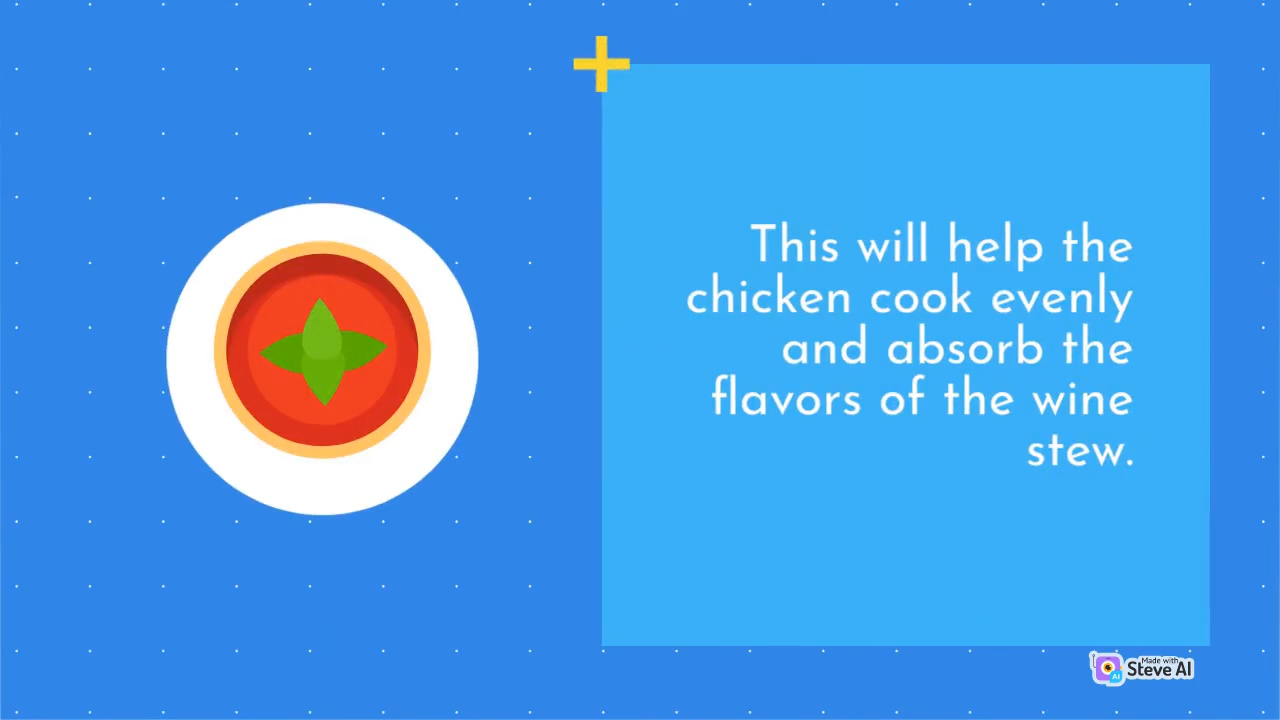 This will help the
chicken cook evenly
and absorb the
flavors of the wine
stew.
Made with
Steve AI
AI